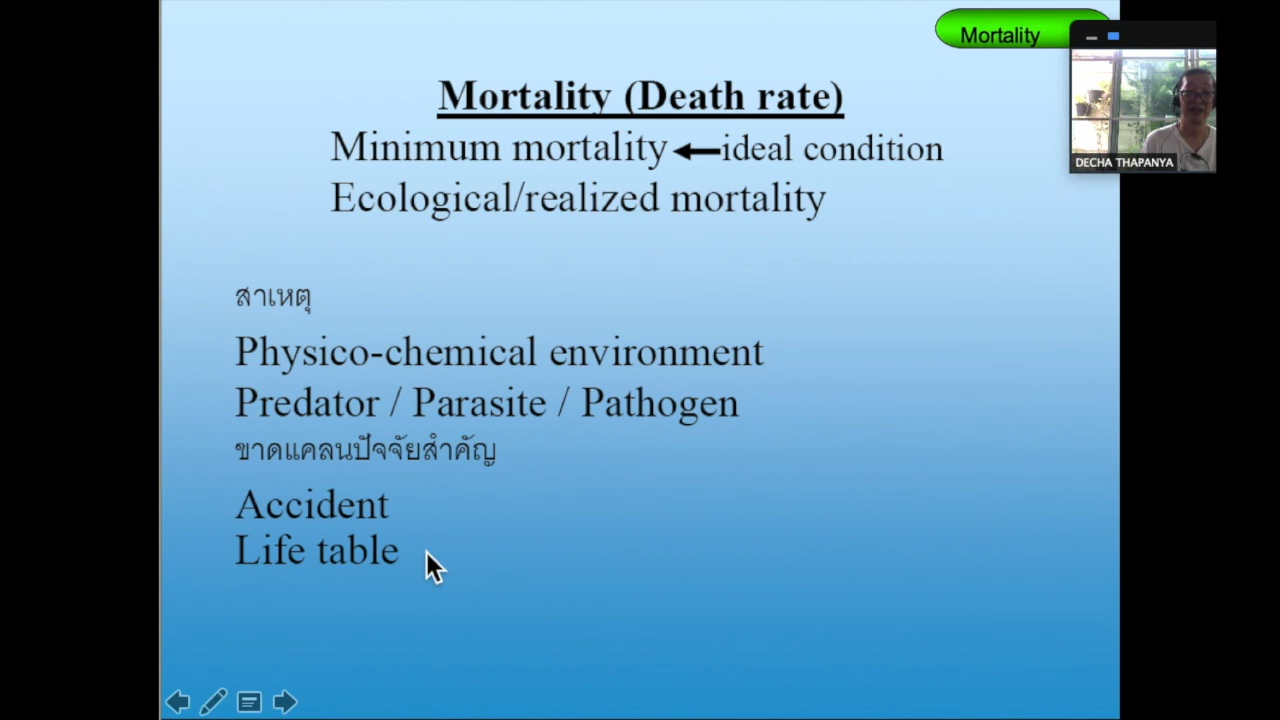 Mortality
Mortality (Death rate)
Minimum mortality ideal condition
Ecological/realized mortality
DECHA THAPANYA
สาเหตุ
Physico-chemical environment
Predator / Parasite / Pathogen
ขาดแคลนปัจจัยสำคัญ
Accident
Life table